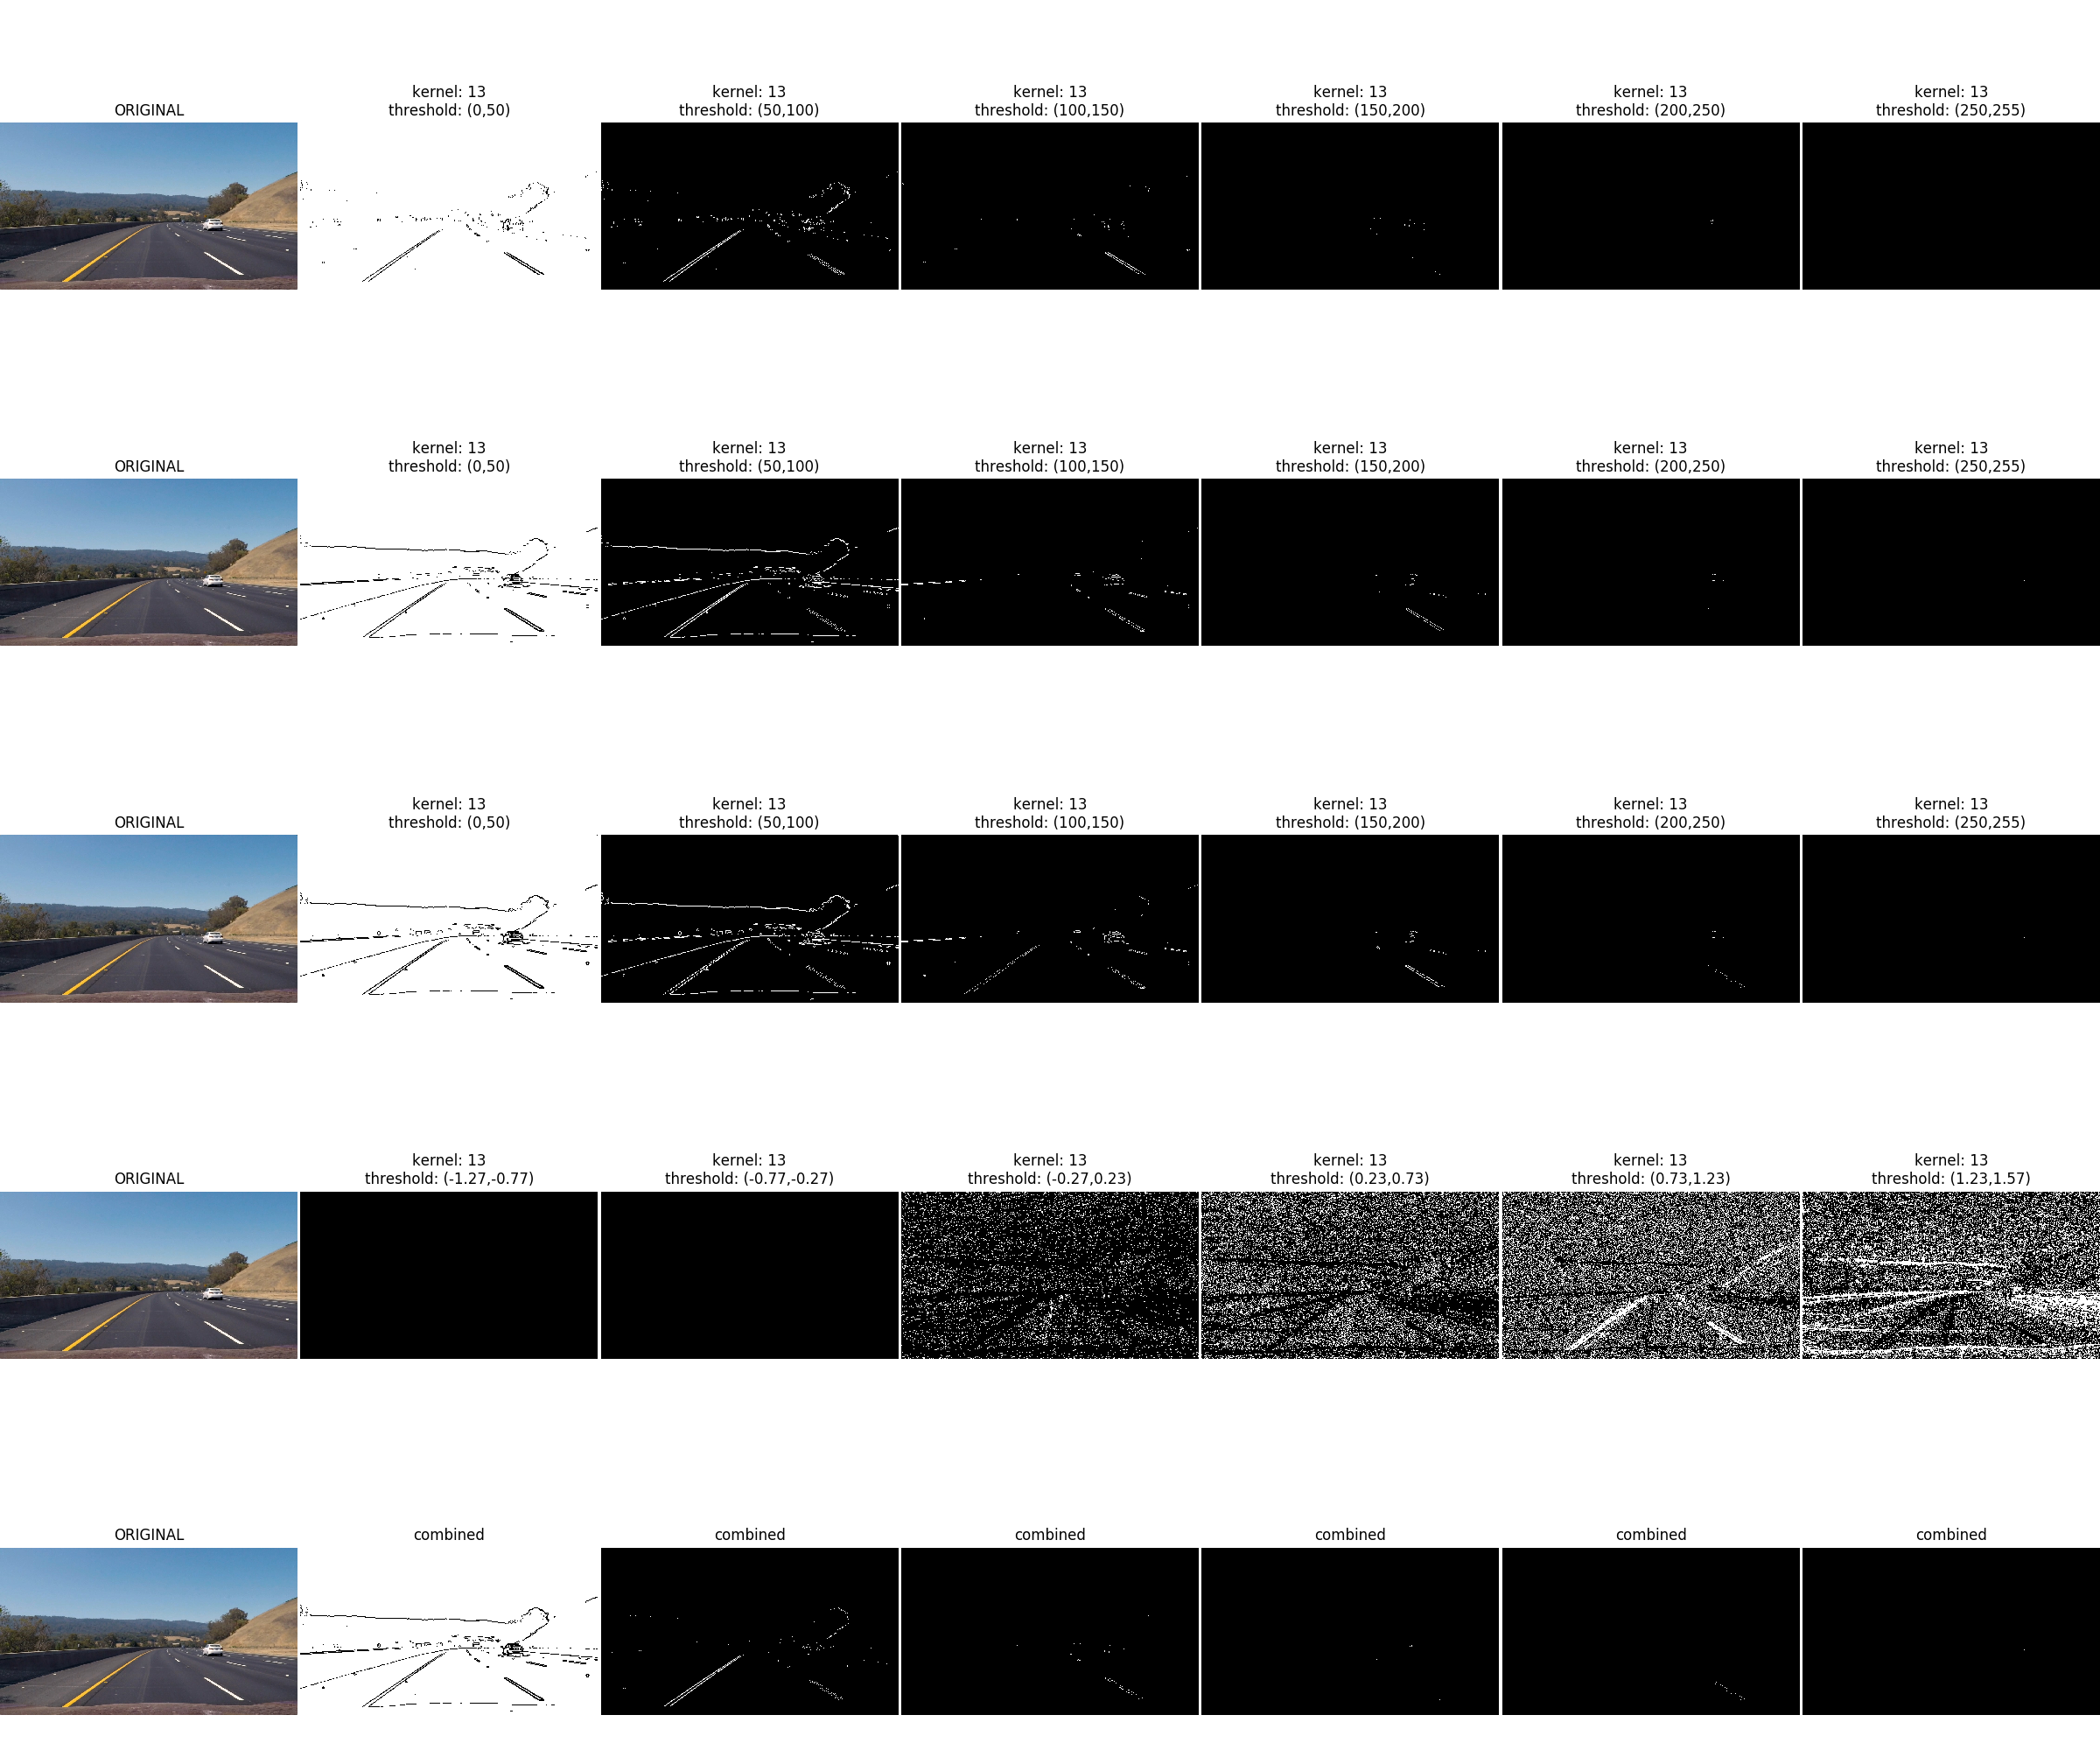 kernel: 13 kernel: 13 kernel: 13 kernel: 13 kernel: 13 kernel: 13
ORIGINAL threshold: (0,50) threshold: (50,100) threshold: (100,150) threshold: (150,200) threshold: (200,250) threshold: (250,255)
kernel: 13 kernel: 13 kernel: 13 kernel: 13 kernel: 13 kernel: 13
ORIGINAL threshold: (0,50) threshold: (50,100) threshold: (100,150) threshold: (150,200) threshold: (200,250) threshold: (250,255)
kernel: 13 kernel: 13 kernel: 13 kernel: 13 kernel: 13 kernel: 13
ORIGINAL threshold: (0,50) threshold: (50,100) threshold: (100,150) threshold: (150,200) threshold: (200,250) threshold: (250,255)
kernel: 13 kernel: 13 kernel: 13 kernel: 13 kernel: 13 kernel: 13
ORIGINAL threshold: (-1.27,-0.77) threshold: (-0.77,-0.27) threshold: (-0.27,0.23) threshold: (0.23,0.73) threshold: (0.73,1.23) threshold: (1.23,1.57)
ORIGINAL combined combined combined combined combined combined